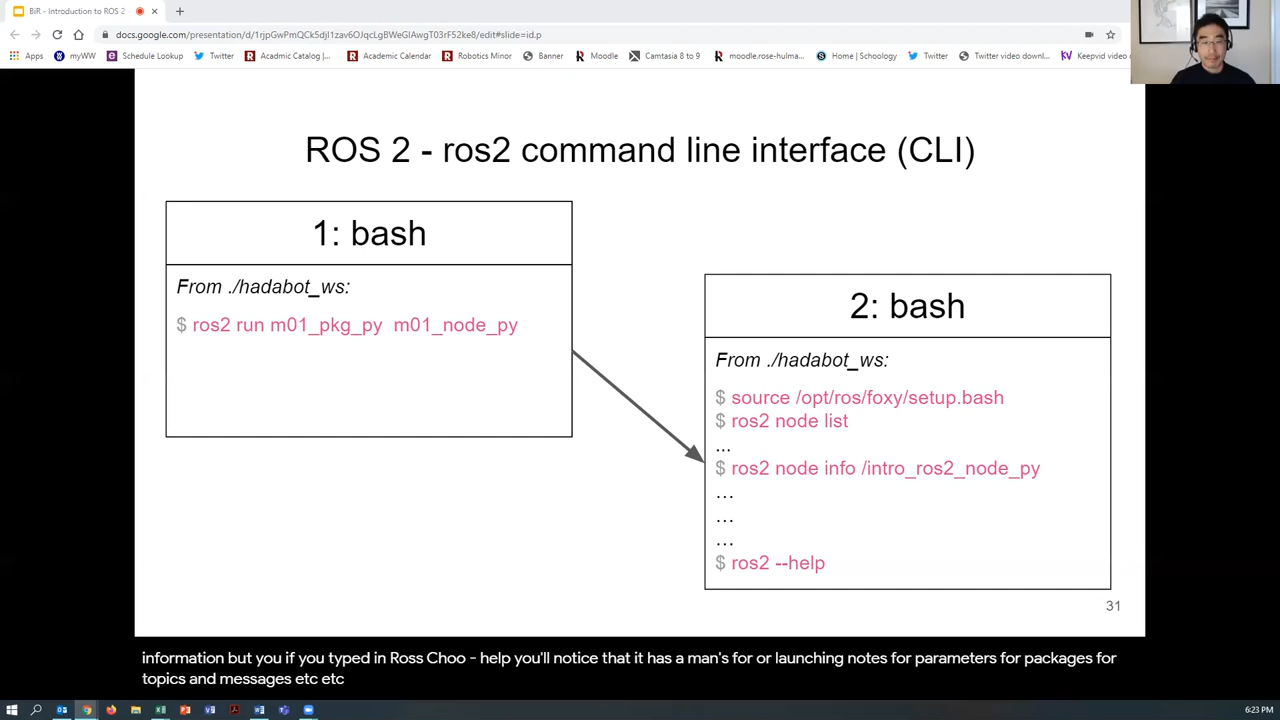 BiR - Introduction to ROS 2
docs.google.com/presentation/d/1rjpGwPmQCk5djI1zav6OJqcLgBWeGlAwgT03rF52ke8/edit#slide=id.p
Apps
myWW
Schedule Lookup
Twitter
Acadmic Catalog |...
Academic Calendar
Robotics Minor
Banner
Moodle
Camtasia 8 to 9
moodle.rose-hulma...
Home | Schoology
Twitter
Twitter video downl...
Keepvid video d
ROS 2 - ros2 command line interface (CLI)
1: bash
From ./hadabot_ws:
$ ros2 run m01_pkg_py m01_node_py
2: bash
From ./hadabot_ws:
$ source /opt/ros/foxy/setup.bash
$ ros2 node list
...
$ ros2 node info /intro_ros2_node_py
...
...
...
$ ros2 --help
31
information but you if you typed in Ross Choo - help you'll notice that it has a man's for or launching notes for parameters for packages for
topics and messages etc etc
6:23 PM